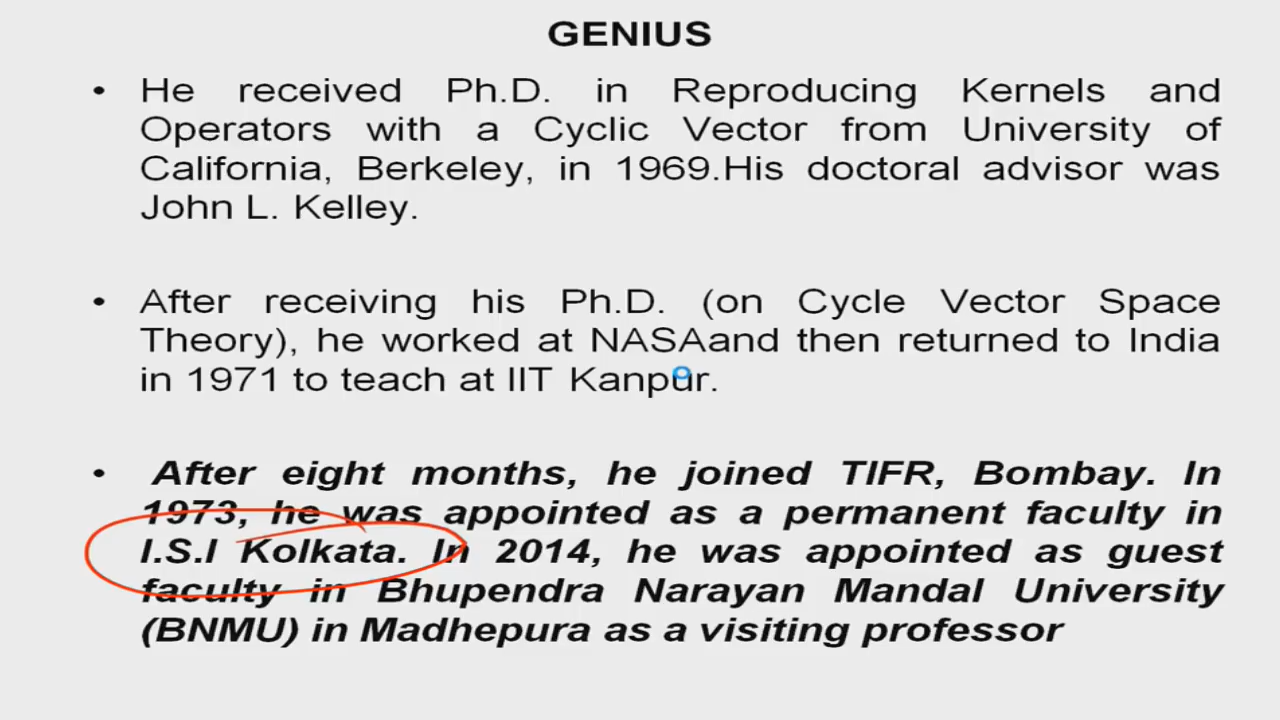 GENIUS
• He received Ph.D. in Reproducing Kernels and
Operators with a Cyclic Vector from University of
California, Berkeley, in 1969.His doctoral advisor was
John L. Kelley.
• After receiving his Ph.D. (on Cycle Vector Space
Theory), he worked at NASAand then returned to India
in 1971 to teach at IIT Kanpur.
• After eight months, he joined TIFR, Bombay. In
1973, he was appointed as a permanent faculty in
I.S.I Kolkata. In 2014, he was appointed as guest
faculty in Bhupendra Narayan Mandal University
(BNMU) in Madhepura as a visiting professor